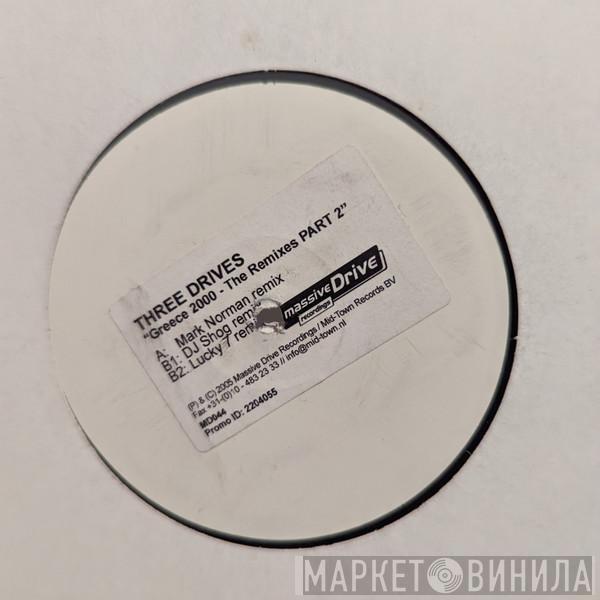 THREE DRIVES
"Greece 2000 - The Remixes PART 2"
A: Mark Norman remix
B1: DJ Shog remix
B2: Lucky 7
massive Drive
recordings
(P) & (C) 2005 Massive Drive Recordings / Mid-Town Records BV
Fax +31-(0)10 - 483 23 33 // info@mid-town.nl
MD044
Promo ID: 2204055
МАРКЕТ ВИНИЛА